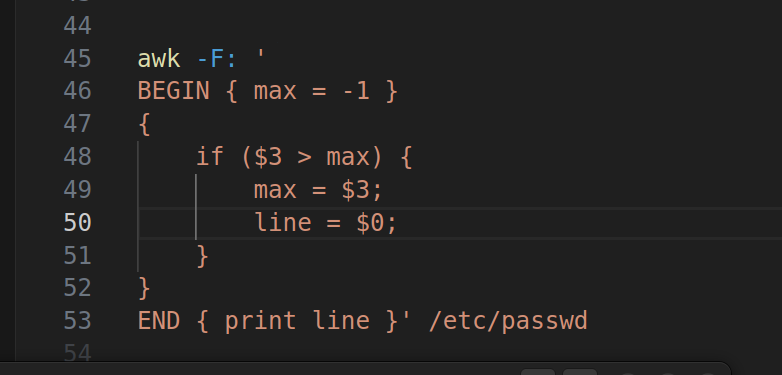 44
45 awk -F: '
46 BEGIN { max = -1 }
47 {
48     if ($3 > max) {
49         max = $3;
50         line = $0;
51     }
52 }
53 END { print line }' /etc/passwd
54